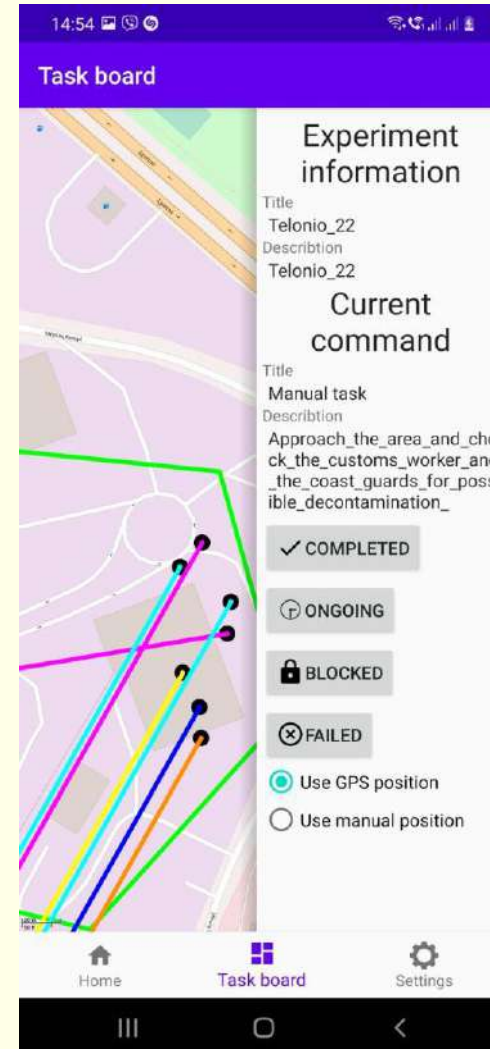 14:54
Task board
Experiment
information
Title
Telonio_22
Describtion
Telonio_22
Current
command
Title
Manual task
Describtion
Approach_the_area_and_che
ck_the_customs_worker_and
_the_coast_guards_for_poss
ible_decontamination_
COMPLETED
ONGOING
BLOCKED
FAILED
Use GPS position
Use manual position
Home
Task board
Settings